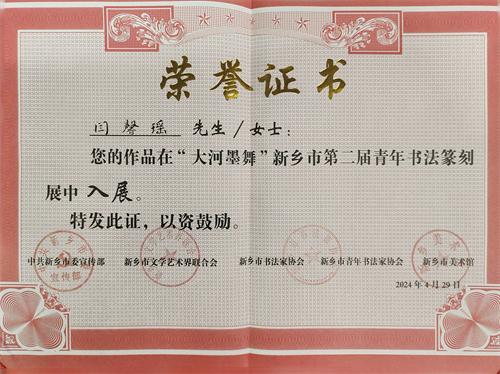 荣誉证书
闫馨瑶 先生/女士：
您的作品在“大河墨舞”新乡市第二届青年书法篆刻
展中入展。
特发此证，以资鼓励。
中共新乡市委宣传部 新乡市文学艺术界联合会 新乡市书法家协会 新乡市青年书法家协会 新乡市美术馆
2024年4月29日